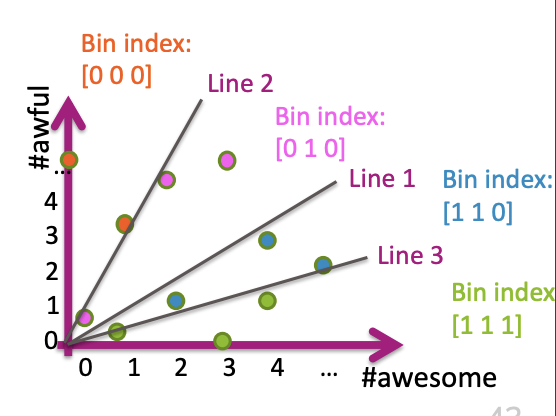 Bin index:
[0 0 0]
Line 2
Bin index:
[0 1 0]
Line 1
Bin index:
[1 1 0]
Line 3
Bin index
[1 1 1]
#awful
...
4
3
2
1
0
0 1 2 3 4 ...
#awesome